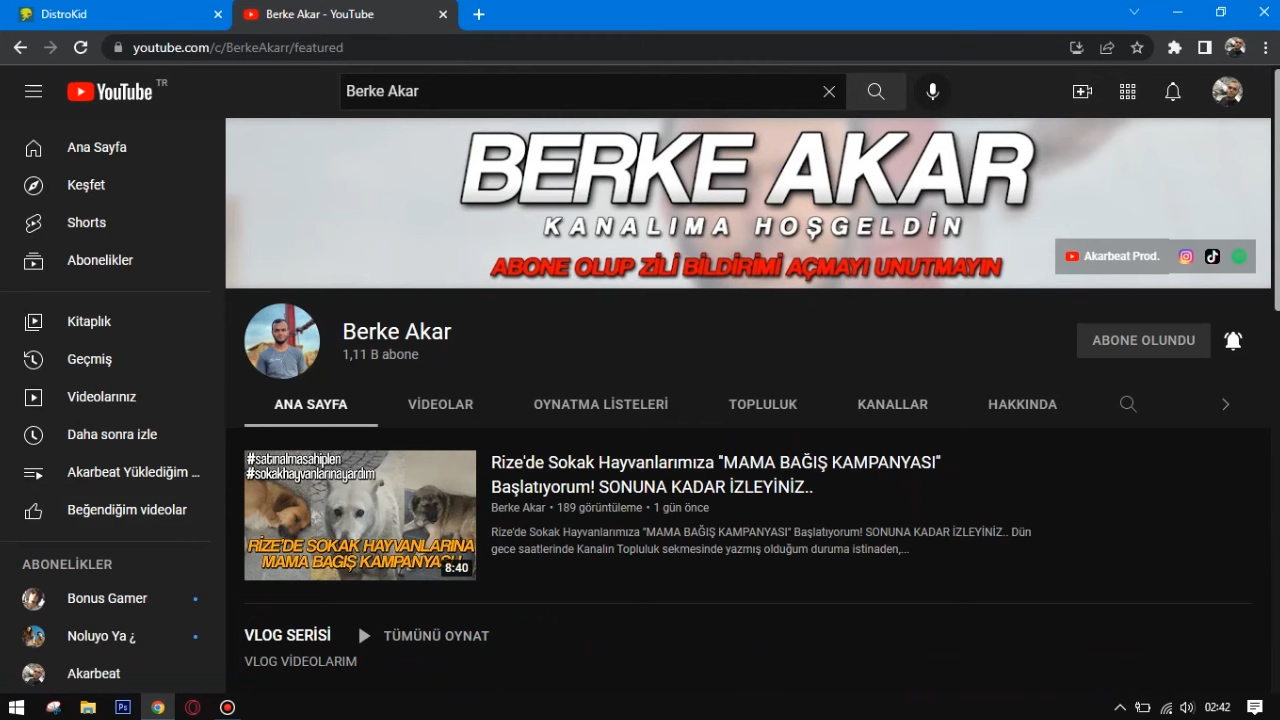 DistroKid
Berke Akar - YouTube
youtube.com/c/BerkeAkarr/featured
YouTube TR
Berke Akar
Ana Sayfa
Keşfet
Shorts
Abonelikler
Kitaplık
Geçmiş
Videolarınız
Daha sonra izle
Akarbeat Yüklediğim ...
Beğendiğim videolar
ABONELİKLER
Bonus Gamer
Noluyo Ya ¿
Akarbeat
BERKE AKAR
KANALIMA HOŞGELDİN
ABONE OLUP ZİLİ BİLDİRİMİ AÇMAYI UNUTMAYIN
Akarbeat Prod.
Berke Akar
1,11 B abone
ABONE OLUNDU
ANA SAYFA VİDEOLAR OYNATMA LİSTELERİ TOPLULUK KANALLAR HAKKINDA
#satınalmasahiplen
#sokakhayvanlarınayardım
RİZE'DE SOKAK HAYVANLARINA
MAMA BAĞIŞ KAMPANYASI
8:40
Rize'de Sokak Hayvanlarımıza "MAMA BAĞIŞ KAMPANYASI"
Başlatıyorum! SONUNA KADAR İZLEYİNİZ..
Berke Akar • 189 görüntüleme • 1 gün önce
Rize'de Sokak Hayvanlarımıza "MAMA BAĞIŞ KAMPANYASI" Başlatıyorum! SONUNA KADAR İZLEYİNİZ.. Dün
gece saatlerinde Kanalın Topluluk sekmesinde yazmış olduğum duruma istinaden,...
VLOG SERİSİ TÜMÜNÜ OYNAT
VLOG VİDEOLARIM
Ps
02:42